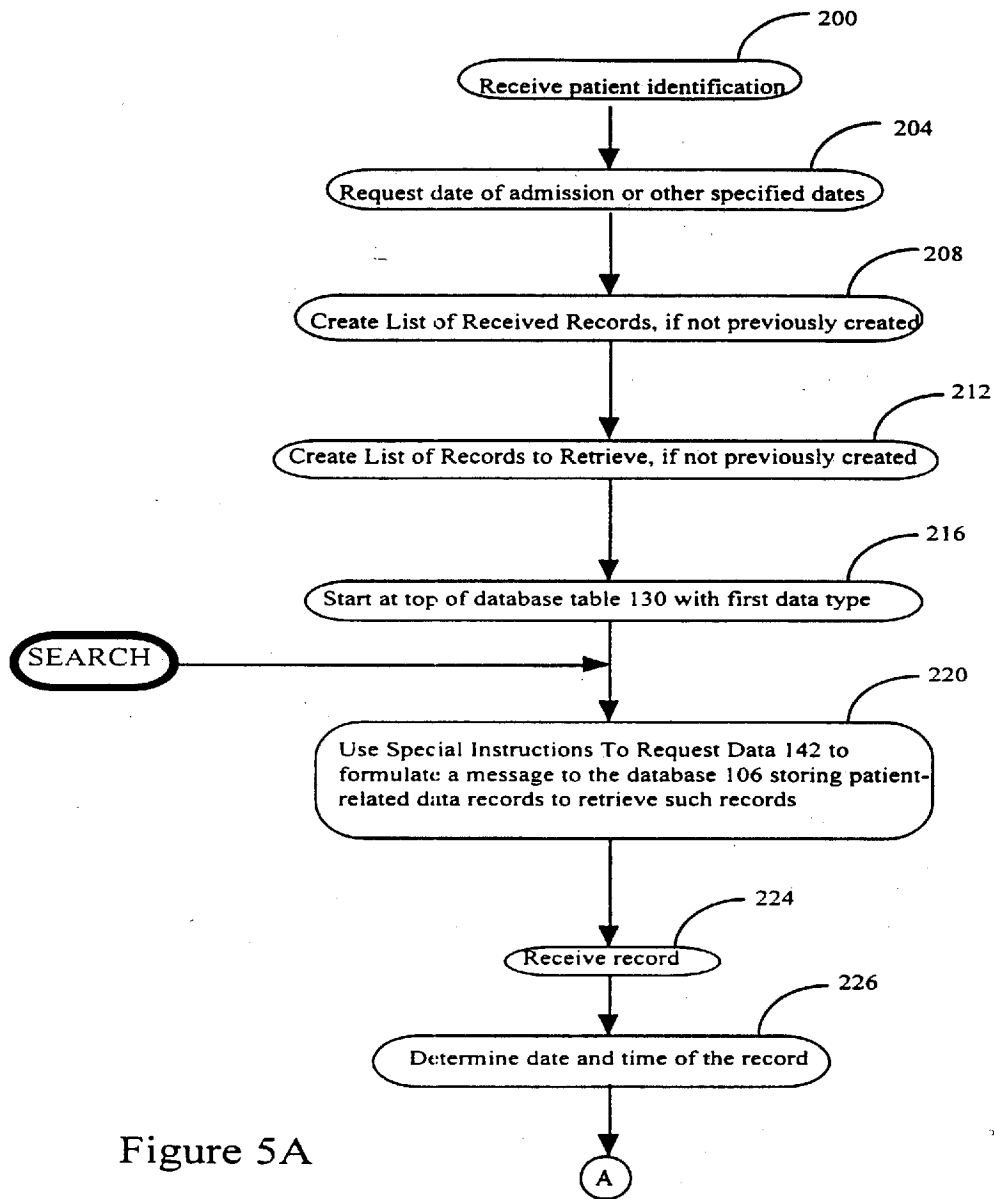 200
Receive patient identification
204
Request date of admission or other specified dates
208
Create List of Received Records, if not previously created
212
Create List of Records to Retrieve, if not previously created
216
Start at top of database table 130 with first data type
SEARCH
220
Use Special Instructions To Request Data 142 to
formulate a message to the database 106 storing patient-
related data records to retrieve such records
224
Receive record
226
Determine date and time of the record
Figure 5A
A